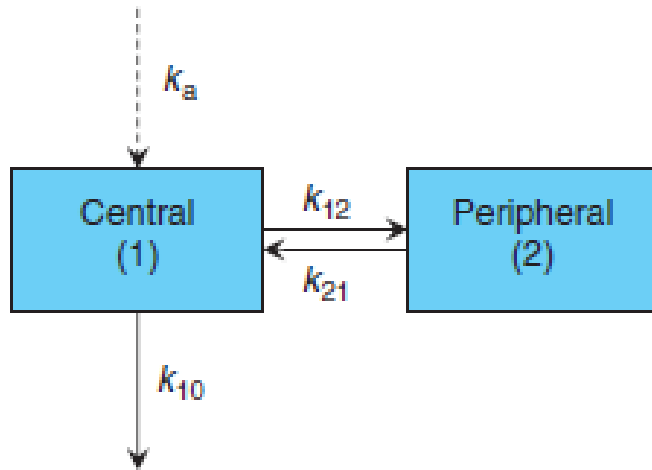 kₐ
Central
(1)
k₁₂
Peripheral
(2)
k₂₁
k₁₀